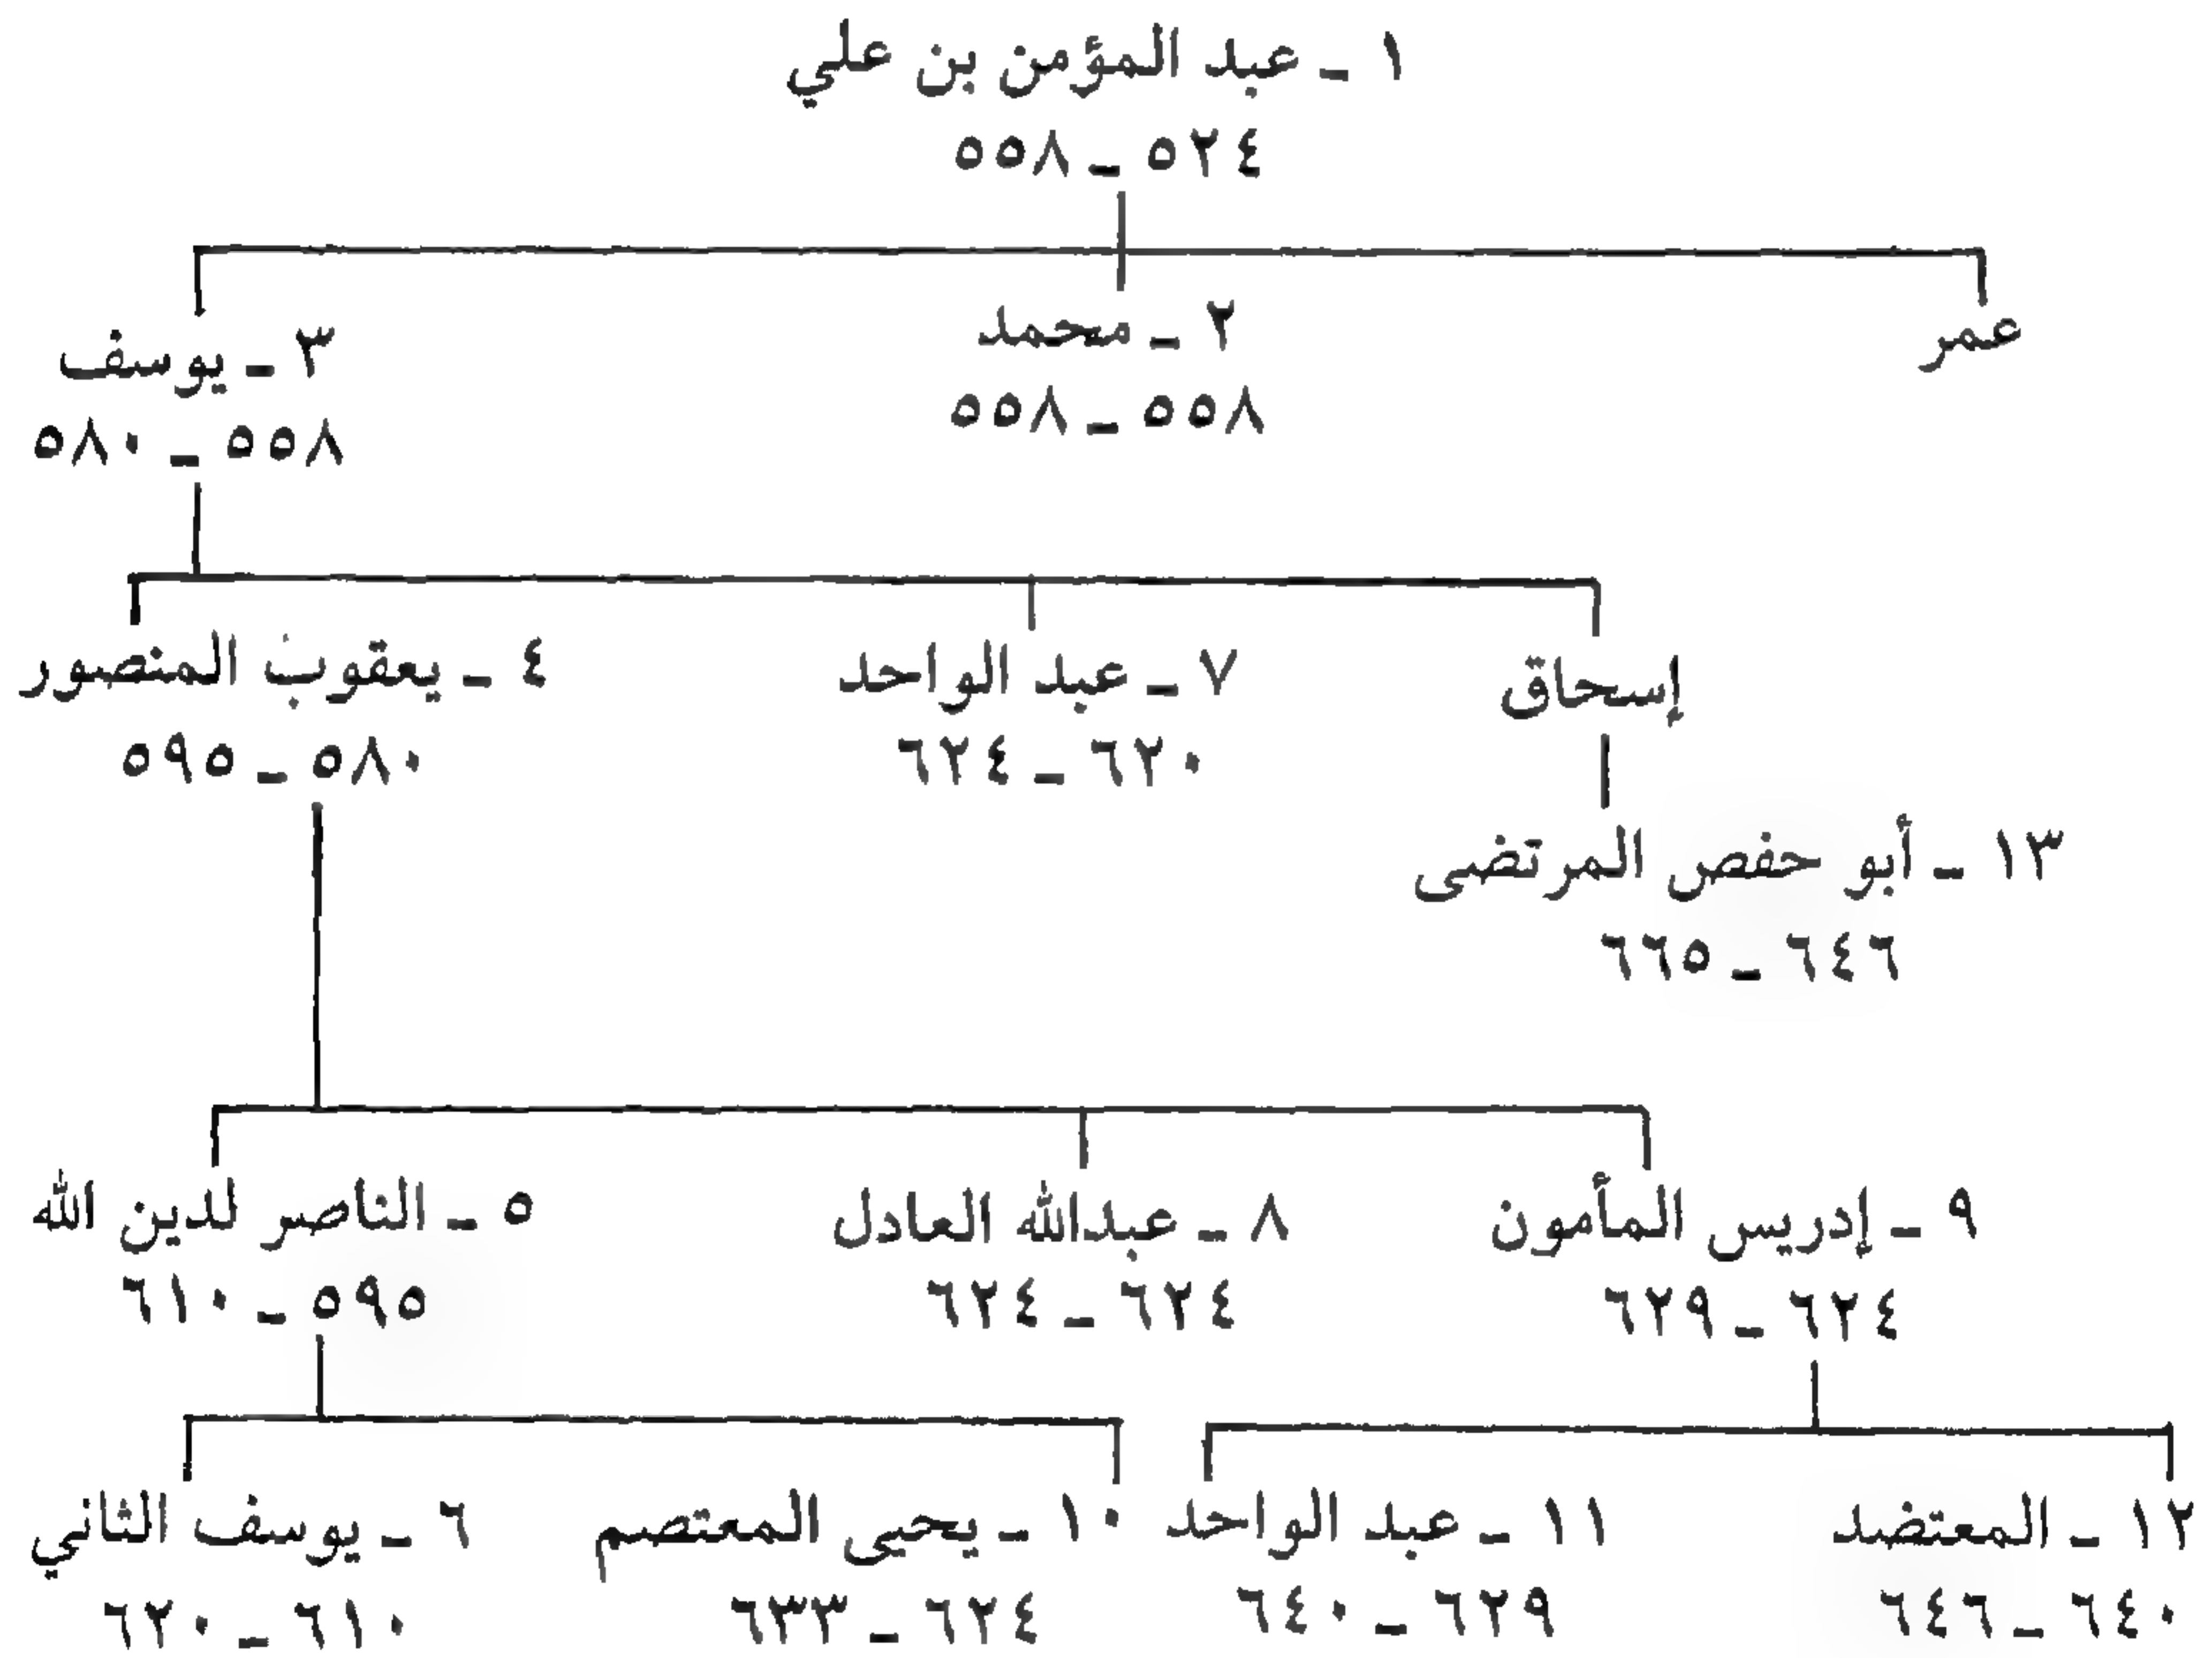 ١ ـ عبد المؤمن بن علي
٥٢٤ ـ ٥٥٨
عمر
٢ ـ محمد
٥٥٨ ـ ٥٥٨
٣ ـ يوسف
٥٥٨ ـ ٥٨٠
إسحاق
٧ ـ عبد الواحد
٦٢٠ ـ ٦٢٤
٤ ـ يعقوب المنصور
٥٨٠ ـ ٥٩٥
١٣ ـ أبو حفص المرتضى
٦٤٦ ـ ٦٦٥
٩ ـ إدريس المأمون
٦٢٤ ـ ٦٢٩
٨ ـ عبدالله العادل
٦٢٤ ـ ٦٢٤
٥ ـ الناصر لدين الله
٥٩٥ ـ ٦١٠
١٢ ـ المعتضد
٦٤٠ ـ ٦٤٦
١١ ـ عبد الواحد
٦٢٩ ـ ٦٤٠
١٠ ـ يحيى المعتصم
٦٢٤ ـ ٦٣٣
٦ ـ يوسف الثاني
٦١٠ ـ ٦٢٠